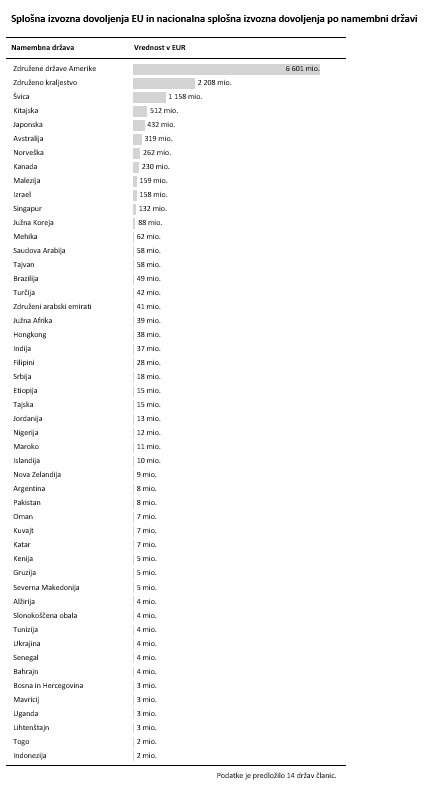 Splošna izvozna dovoljenja EU in nacionalna splošna izvozna dovoljenja po namembni državi
Namembna država Vrednost v EUR
Združene države Amerike 6 601 mio.
Združeno kraljestvo 2 208 mio.
Švica 1 158 mio.
Kitajska 512 mio.
Japonska 432 mio.
Avstralija 319 mio.
Norveška 262 mio.
Kanada 230 mio.
Malezija 159 mio.
Izrael 158 mio.
Singapur 132 mio.
Južna Koreja 88 mio.
Mehika 62 mio.
Saudova Arabija 58 mio.
Tajvan 58 mio.
Brazilija 49 mio.
Turčija 42 mio.
Združeni arabski emirati 41 mio.
Južna Afrika 39 mio.
Hongkong 38 mio.
Indija 37 mio.
Filipini 28 mio.
Srbija 18 mio.
Etiopija 15 mio.
Tajska 15 mio.
Jordanija 13 mio.
Nigerija 12 mio.
Maroko 11 mio.
Islandija 10 mio.
Nova Zelandija 9 mio.
Argentina 8 mio.
Pakistan 8 mio.
Oman 7 mio.
Kuvajt 7 mio.
Katar 7 mio.
Kenija 5 mio.
Gruzija 5 mio.
Severna Makedonija 5 mio.
Alžirija 4 mio.
Slonokoščena obala 4 mio.
Tunizija 4 mio.
Ukrajina 4 mio.
Senegal 4 mio.
Bahrajn 4 mio.
Bosna in Hercegovina 3 mio.
Mavricij 3 mio.
Uganda 3 mio.
Lihtenštajn 3 mio.
Togo 2 mio.
Indonezija 2 mio.
Podatke je predložilo 14 držav članic.